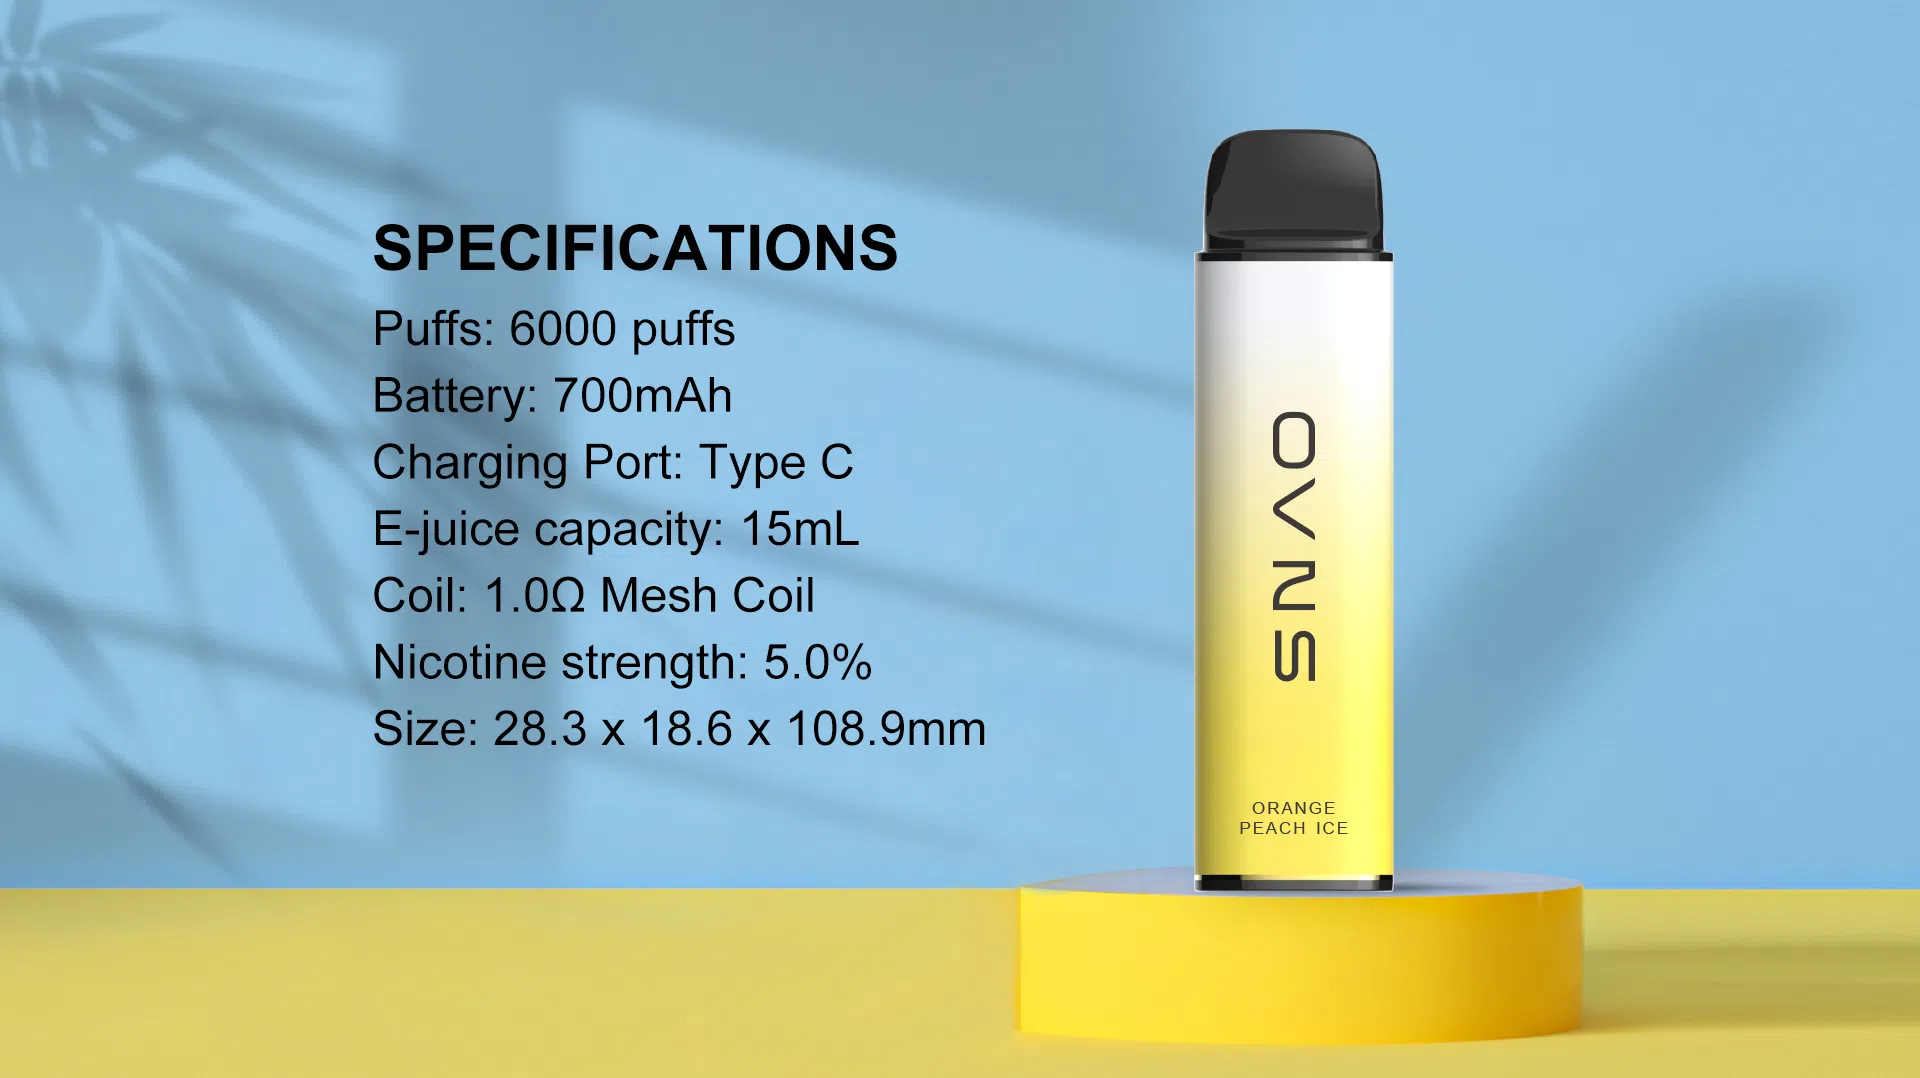 SPECIFICATIONS
Puffs: 6000 puffs
Battery: 700mAh
Charging Port: Type C
E-juice capacity: 15mL
Coil: 1.0Ω Mesh Coil
Nicotine strength: 5.0%
Size: 28.3 x 18.6 x 108.9mm
OVNS
ORANGE
PEACH ICE